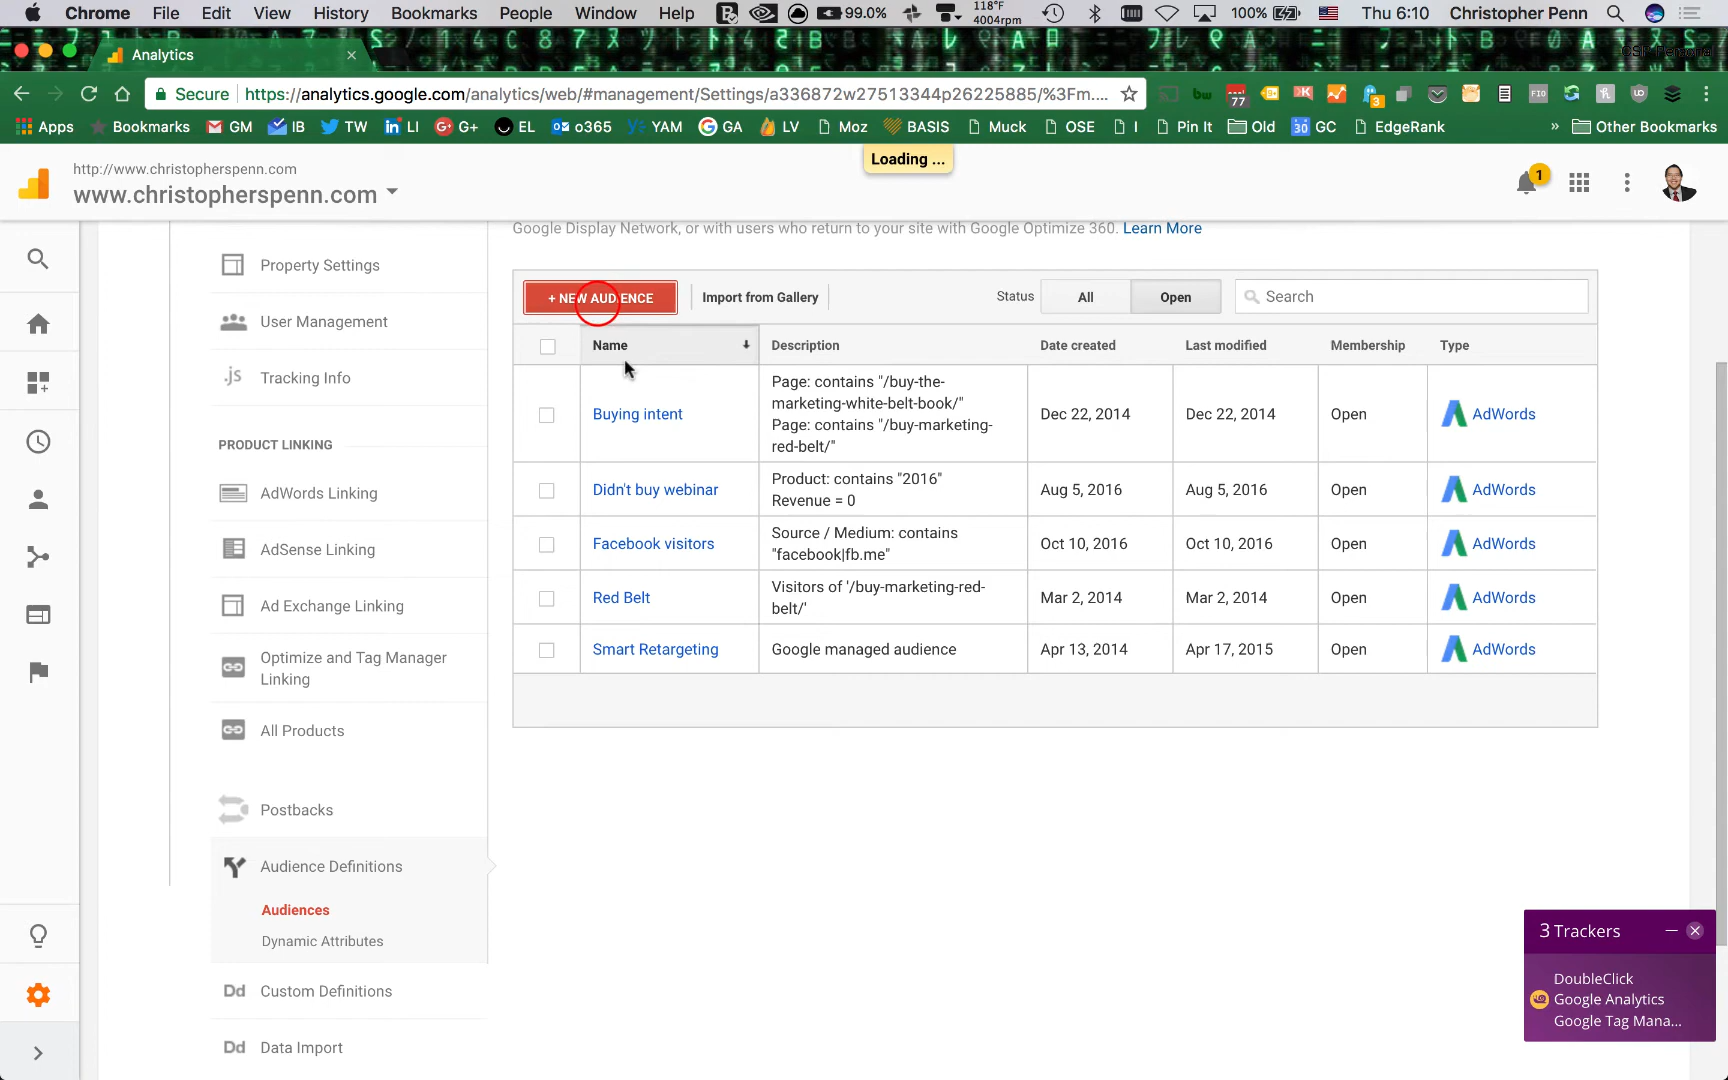 Chrome File Edit View History Bookmarks People Window Help 99.0% 118°F 4004rpm 100% Thu 6:10 Christopher Penn
Analytics
Secure https://analytics.google.com/analytics/web/#management/Settings/a336872w27513344p26225885/%3Fm....
77 FIO 3
Apps Bookmarks GM IB TW LI G+ EL o365 YAM GA LV Moz BASIS Muck OSE I Pin It Old 30 GC EdgeRank » Other Bookmarks
Loading ...
http://www.christopherspenn.com
www.christopherspenn.com
1
Google Display Network, or with users who return to your site with Google Optimize 360. Learn More
Property Settings
User Management
.js Tracking Info
PRODUCT LINKING
AdWords Linking
AdSense Linking
Ad Exchange Linking
Optimize and Tag Manager
Linking
All Products
Postbacks
Audience Definitions
Audiences
Dynamic Attributes
Dd Custom Definitions
Dd Data Import
+ NEW AUDIENCE Import from Gallery Status All Open Search
Name Description Date created Last modified Membership Type
Buying intent
Page: contains "/buy-the-
marketing-white-belt-book/"
Page: contains "/buy-marketing-
red-belt/"
Dec 22, 2014 Dec 22, 2014 Open AdWords
Didn't buy webinar
Product: contains "2016"
Revenue = 0
Aug 5, 2016 Aug 5, 2016 Open AdWords
Facebook visitors
Source / Medium: contains
"facebook|fb.me"
Oct 10, 2016 Oct 10, 2016 Open AdWords
Red Belt
Visitors of '/buy-marketing-red-
belt/'
Mar 2, 2014 Mar 2, 2014 Open AdWords
Smart Retargeting Google managed audience Apr 13, 2014 Apr 17, 2015 Open AdWords
3 Trackers
DoubleClick
Google Analytics
Google Tag Mana...